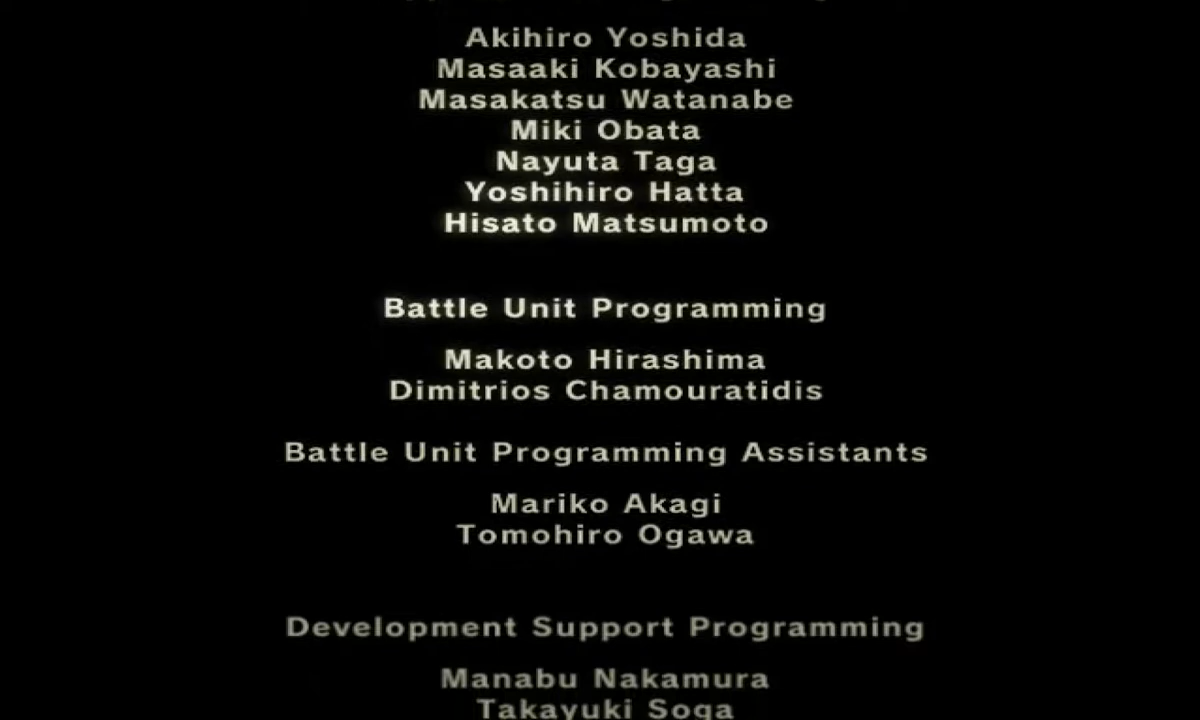 Akihiro Yoshida
Masaaki Kobayashi
Masakatsu Watanabe
Miki Obata
Nayuta Taga
Yoshihiro Hatta
Hisato Matsumoto
Battle Unit Programming
Makoto Hirashima
Dimitrios Chamouratidis
Battle Unit Programming Assistants
Mariko Akagi
Tomohiro Ogawa
Development Support Programming
Manabu Nakamura
Takayuki Soga